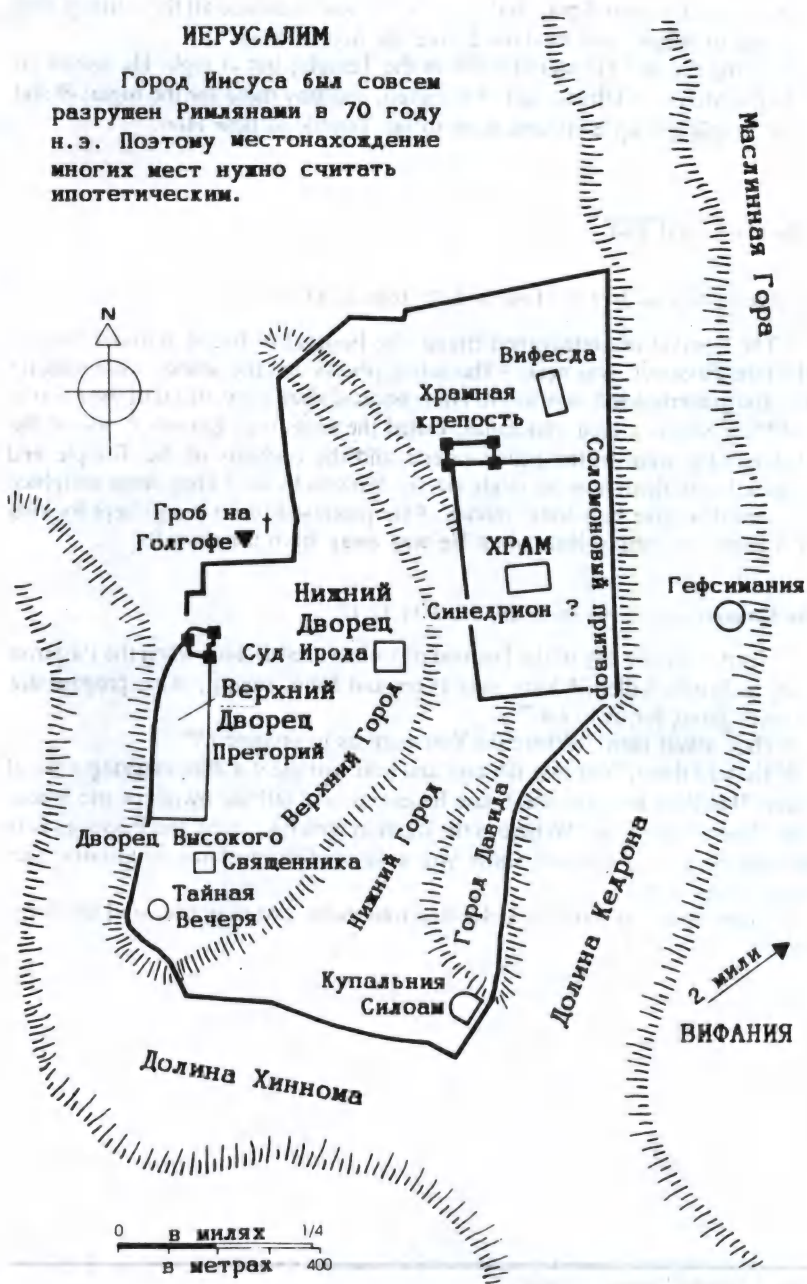 ИЕРУСАЛИМ
Город Иисуса был совсем
разрушен Римлянами в 70 году
н.э. Поэтому местонахождение
многих мест нужно считать
ипотетическим.
Маслинная Гора
N
Вифесда
Храмная
крепость
Соломоновый притвор
Гроб на
Голгофе
ХРАМ
Синедрион ?
Гефсимания
Нижний
Дворец
Суд Ирода
Верхний
Дворец
Преторий
Верхний город
Нижний Город
Город Давида
Долина Кедрона
Дворец Высокого
Священника
Тайная
Вечеря
Купальния
Силоам
2 мили
ВИФАНИЯ
Долина Хиннома
0 в милях 1/4
в метрах 400